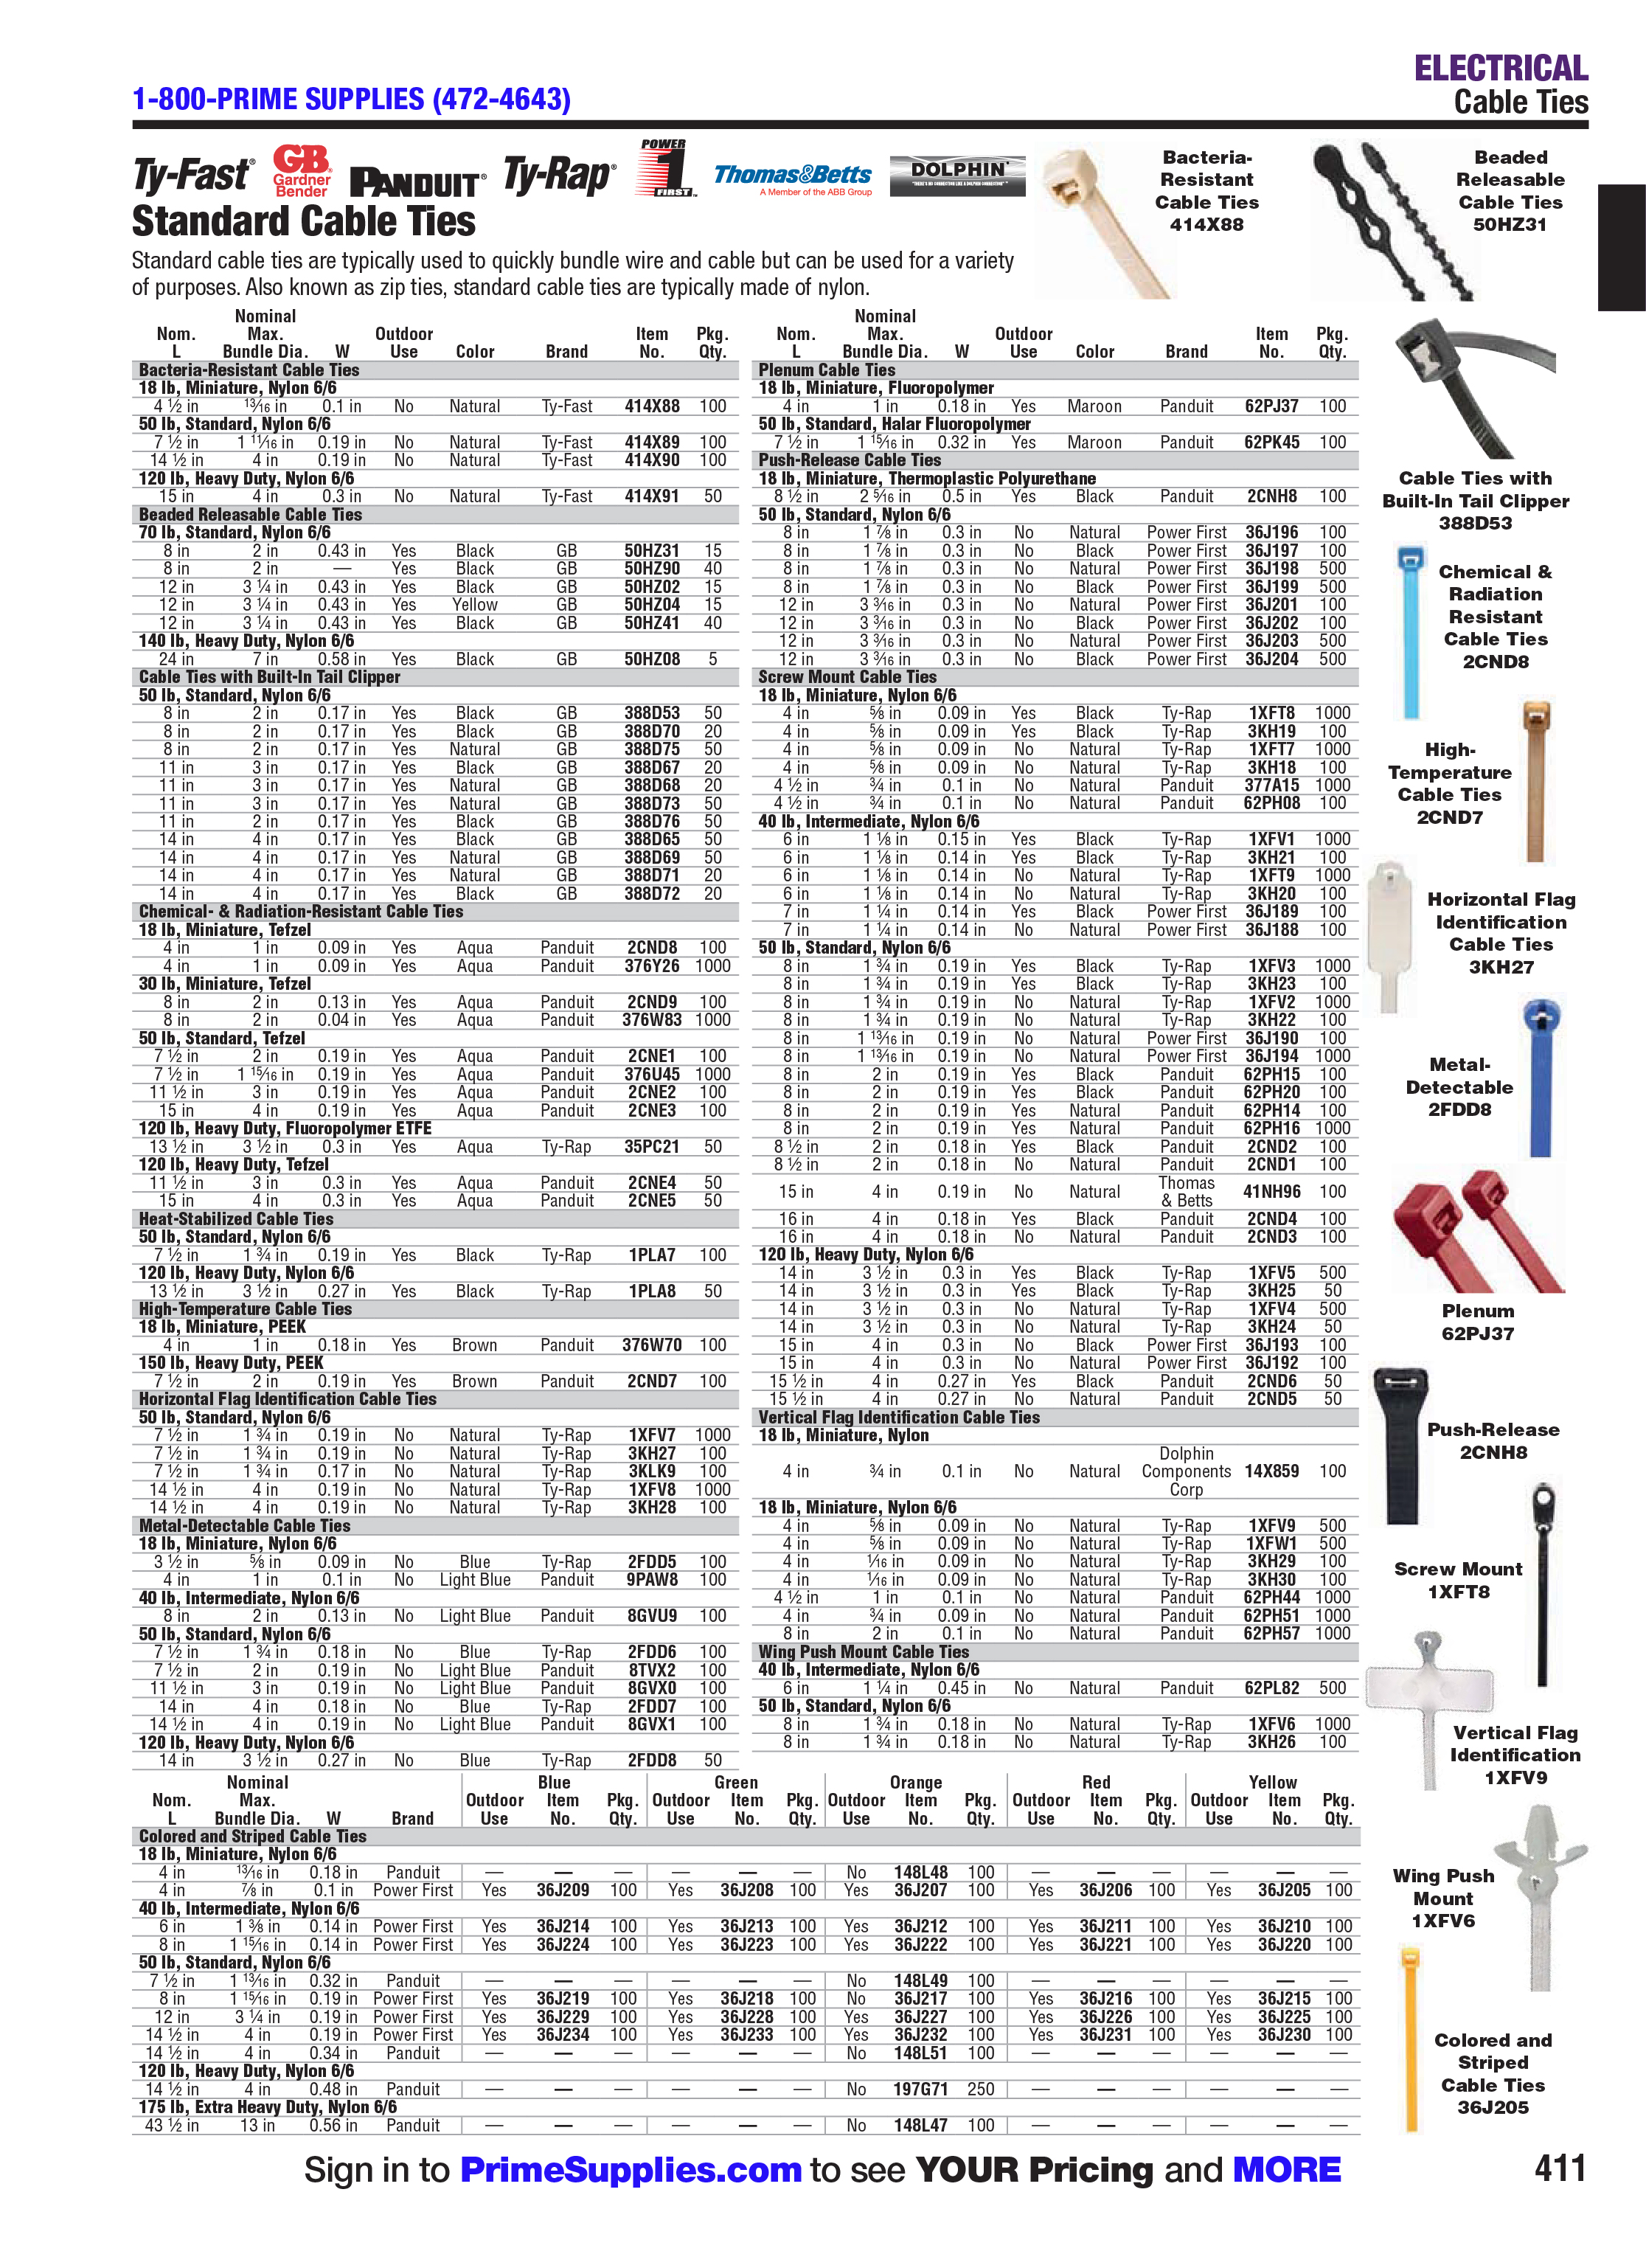 ELECTRICAL
1-800-PRIME SUPPLIES (472-4643)
Cable Ties
Ty-Fast® GB® Gardner Bender PANDUIT® Ty-Rap® POWER 1 FIRST™ Thomas&Betts A Member of the ABB Group DOLPHIN
Standard Cable Ties
Standard cable ties are typically used to quickly bundle wire and cable but can be used for a variety
of purposes. Also known as zip ties, standard cable ties are typically made of nylon.
Nom. L Nominal Max. Bundle Dia. W Outdoor Use Color Brand Item No. Pkg. Qty.
Bacteria-Resistant Cable Ties
18 lb, Miniature, Nylon 6/6
4 ½ in 13⁄16 in 0.1 in No Natural Ty-Fast 414X88 100
50 lb, Standard, Nylon 6/6
7 ½ in 1 11⁄16 in 0.19 in No Natural Ty-Fast 414X89 100
14 ½ in 4 in 0.19 in No Natural Ty-Fast 414X90 100
120 lb, Heavy Duty, Nylon 6/6
15 in 4 in 0.3 in No Natural Ty-Fast 414X91 50
Beaded Releasable Cable Ties
70 lb, Standard, Nylon 6/6
8 in 2 in 0.43 in Yes Black GB 50HZ31 15
8 in 2 in — Yes Black GB 50HZ90 40
12 in 3 ¼ in 0.43 in Yes Black GB 50HZ02 15
12 in 3 ¼ in 0.43 in Yes Yellow GB 50HZ04 15
12 in 3 ¼ in 0.43 in Yes Black GB 50HZ41 40
140 lb, Heavy Duty, Nylon 6/6
24 in 7 in 0.58 in Yes Black GB 50HZ08 5
Cable Ties with Built-In Tail Clipper
50 lb, Standard, Nylon 6/6
8 in 2 in 0.17 in Yes Black GB 388D53 50
8 in 2 in 0.17 in Yes Black GB 388D70 20
8 in 2 in 0.17 in Yes Natural GB 388D75 50
11 in 3 in 0.17 in Yes Black GB 388D67 20
11 in 3 in 0.17 in Yes Natural GB 388D68 20
11 in 3 in 0.17 in Yes Natural GB 388D73 50
11 in 2 in 0.17 in Yes Black GB 388D76 50
14 in 4 in 0.17 in Yes Black GB 388D65 50
14 in 4 in 0.17 in Yes Natural GB 388D69 50
14 in 4 in 0.17 in Yes Natural GB 388D71 20
14 in 4 in 0.17 in Yes Black GB 388D72 20
Chemical- & Radiation-Resistant Cable Ties
18 lb, Miniature, Tefzel
4 in 1 in 0.09 in Yes Aqua Panduit 2CND8 100
4 in 1 in 0.09 in Yes Aqua Panduit 376Y26 1000
30 lb, Miniature, Tefzel
8 in 2 in 0.13 in Yes Aqua Panduit 2CND9 100
8 in 2 in 0.04 in Yes Aqua Panduit 376W83 1000
50 lb, Standard, Tefzel
7 ½ in 2 in 0.19 in Yes Aqua Panduit 2CNE1 100
7 ½ in 1 15⁄16 in 0.19 in Yes Aqua Panduit 376U45 1000
11 ½ in 3 in 0.19 in Yes Aqua Panduit 2CNE2 100
15 in 4 in 0.19 in Yes Aqua Panduit 2CNE3 100
120 lb, Heavy Duty, Fluoropolymer ETFE
13 ½ in 3 ½ in 0.3 in Yes Aqua Ty-Rap 35PC21 50
120 lb, Heavy Duty, Tefzel
11 ½ in 3 in 0.3 in Yes Aqua Panduit 2CNE4 50
15 in 4 in 0.3 in Yes Aqua Panduit 2CNE5 50
Heat-Stabilized Cable Ties
50 lb, Standard, Nylon 6/6
7 ½ in 1 ¾ in 0.19 in Yes Black Ty-Rap 1PLA7 100
120 lb, Heavy Duty, Nylon 6/6
13 ½ in 3 ½ in 0.27 in Yes Black Ty-Rap 1PLA8 50
High-Temperature Cable Ties
18 lb, Miniature, PEEK
4 in 1 in 0.18 in Yes Brown Panduit 376W70 100
150 lb, Heavy Duty, PEEK
7 ½ in 2 in 0.19 in Yes Brown Panduit 2CND7 100
Horizontal Flag Identification Cable Ties
50 lb, Standard, Nylon 6/6
7 ½ in 1 ¾ in 0.19 in No Natural Ty-Rap 1XFV7 1000
7 ½ in 1 ¾ in 0.19 in No Natural Ty-Rap 3KH27 100
7 ½ in 1 ¾ in 0.17 in No Natural Ty-Rap 3KLK9 100
14 ½ in 4 in 0.19 in No Natural Ty-Rap 1XFV8 1000
14 ½ in 4 in 0.19 in No Natural Ty-Rap 3KH28 100
Metal-Detectable Cable Ties
18 lb, Miniature, Nylon 6/6
3 ½ in ⅝ in 0.09 in No Blue Ty-Rap 2FDD5 100
4 in 1 in 0.1 in No Light Blue Panduit 9PAW8 100
40 lb, Intermediate, Nylon 6/6
8 in 2 in 0.13 in No Light Blue Panduit 8GVU9 100
50 lb, Standard, Nylon 6/6
7 ½ in 1 ¾ in 0.18 in No Blue Ty-Rap 2FDD6 100
7 ½ in 2 in 0.19 in No Light Blue Panduit 8TVX2 100
11 ½ in 3 in 0.19 in No Light Blue Panduit 8GVX0 100
14 in 4 in 0.18 in No Blue Ty-Rap 2FDD7 100
14 ½ in 4 in 0.19 in No Light Blue Panduit 8GVX1 100
120 lb, Heavy Duty, Nylon 6/6
14 in 3 ½ in 0.27 in No Blue Ty-Rap 2FDD8 50
Nom. L Nominal Max. Bundle Dia. W Outdoor Use Color Brand Item No. Pkg. Qty.
Plenum Cable Ties
18 lb, Miniature, Fluoropolymer
4 in 1 in 0.18 in Yes Maroon Panduit 62PJ37 100
50 lb, Standard, Halar Fluoropolymer
7 ½ in 1 15⁄16 in 0.32 in Yes Maroon Panduit 62PK45 100
Push-Release Cable Ties
18 lb, Miniature, Thermoplastic Polyurethane
8 ½ in 2 5⁄16 in 0.5 in Yes Black Panduit 2CNH8 100
50 lb, Standard, Nylon 6/6
8 in 1 ⅞ in 0.3 in No Natural Power First 36J196 100
8 in 1 ⅞ in 0.3 in No Black Power First 36J197 100
8 in 1 ⅞ in 0.3 in No Natural Power First 36J198 500
8 in 1 ⅞ in 0.3 in No Black Power First 36J199 500
12 in 3 3⁄16 in 0.3 in No Natural Power First 36J201 100
12 in 3 3⁄16 in 0.3 in No Black Power First 36J202 100
12 in 3 3⁄16 in 0.3 in No Natural Power First 36J203 500
12 in 3 3⁄16 in 0.3 in No Black Power First 36J204 500
Screw Mount Cable Ties
18 lb, Miniature, Nylon 6/6
4 in ⅝ in 0.09 in Yes Black Ty-Rap 1XFT8 1000
4 in ⅝ in 0.09 in Yes Black Ty-Rap 3KH19 100
4 in ⅝ in 0.09 in No Natural Ty-Rap 1XFT7 1000
4 in ⅝ in 0.09 in No Natural Ty-Rap 3KH18 100
4 ½ in ¾ in 0.1 in No Natural Panduit 377A15 1000
4 ½ in ¾ in 0.1 in No Natural Panduit 62PH08 100
40 lb, Intermediate, Nylon 6/6
6 in 1 ⅛ in 0.15 in Yes Black Ty-Rap 1XFV1 1000
6 in 1 ⅛ in 0.14 in Yes Black Ty-Rap 3KH21 100
6 in 1 ⅛ in 0.14 in No Natural Ty-Rap 1XFT9 1000
6 in 1 ⅛ in 0.14 in No Natural Ty-Rap 3KH20 100
7 in 1 ¼ in 0.14 in Yes Black Power First 36J189 100
7 in 1 ¼ in 0.14 in No Natural Power First 36J188 100
50 lb, Standard, Nylon 6/6
8 in 1 ¾ in 0.19 in Yes Black Ty-Rap 1XFV3 1000
8 in 1 ¾ in 0.19 in Yes Black Ty-Rap 3KH23 100
8 in 1 ¾ in 0.19 in No Natural Ty-Rap 1XFV2 1000
8 in 1 ¾ in 0.19 in No Natural Ty-Rap 3KH22 100
8 in 1 13⁄16 in 0.19 in No Natural Power First 36J190 100
8 in 1 13⁄16 in 0.19 in No Natural Power First 36J194 1000
8 in 2 in 0.19 in Yes Black Panduit 62PH15 100
8 in 2 in 0.19 in Yes Black Panduit 62PH20 100
8 in 2 in 0.19 in Yes Natural Panduit 62PH14 100
8 in 2 in 0.19 in Yes Natural Panduit 62PH16 1000
8 ½ in 2 in 0.18 in Yes Black Panduit 2CND2 100
8 ½ in 2 in 0.18 in No Natural Panduit 2CND1 100
15 in 4 in 0.19 in No Natural Thomas & Betts 41NH96 100
16 in 4 in 0.18 in Yes Black Panduit 2CND4 100
16 in 4 in 0.18 in No Natural Panduit 2CND3 100
120 lb, Heavy Duty, Nylon 6/6
14 in 3 ½ in 0.3 in Yes Black Ty-Rap 1XFV5 500
14 in 3 ½ in 0.3 in Yes Black Ty-Rap 3KH25 50
14 in 3 ½ in 0.3 in No Natural Ty-Rap 1XFV4 500
14 in 3 ½ in 0.3 in No Natural Ty-Rap 3KH24 50
15 in 4 in 0.3 in No Black Power First 36J193 100
15 in 4 in 0.3 in No Natural Power First 36J192 100
15 ½ in 4 in 0.27 in Yes Black Panduit 2CND6 50
15 ½ in 4 in 0.27 in No Natural Panduit 2CND5 50
Vertical Flag Identification Cable Ties
18 lb, Miniature, Nylon
4 in ¾ in 0.1 in No Natural Dolphin Components Corp 14X859 100
18 lb, Miniature, Nylon 6/6
4 in ⅝ in 0.09 in No Natural Ty-Rap 1XFV9 500
4 in ⅝ in 0.09 in No Natural Ty-Rap 1XFW1 500
4 in 1⁄16 in 0.09 in No Natural Ty-Rap 3KH29 100
4 in 1⁄16 in 0.09 in No Natural Ty-Rap 3KH30 100
4 ½ in 1 in 0.1 in No Natural Panduit 62PH44 1000
4 in ¾ in 0.09 in No Natural Panduit 62PH51 1000
8 in 2 in 0.1 in No Natural Panduit 62PH57 1000
Wing Push Mount Cable Ties
40 lb, Intermediate, Nylon 6/6
6 in 1 ¼ in 0.45 in No Natural Panduit 62PL82 500
50 lb, Standard, Nylon 6/6
8 in 1 ¾ in 0.18 in No Natural Ty-Rap 1XFV6 1000
8 in 1 ¾ in 0.18 in No Natural Ty-Rap 3KH26 100
Blue Green Orange Red Yellow
Nom. L Nominal Max. Bundle Dia. W Brand Outdoor Use Item No. Pkg. Qty. Outdoor Use Item No. Pkg. Qty. Outdoor Use Item No. Pkg. Qty. Outdoor Use Item No. Pkg. Qty. Outdoor Use Item No. Pkg. Qty.
Colored and Striped Cable Ties
18 lb, Miniature, Nylon 6/6
4 in 13⁄16 in 0.18 in Panduit — — — — — — No 148L48 100 — — — — — —
4 in ⅞ in 0.1 in Power First Yes 36J209 100 Yes 36J208 100 Yes 36J207 100 Yes 36J206 100 Yes 36J205 100
40 lb, Intermediate, Nylon 6/6
6 in 1 ⅜ in 0.14 in Power First Yes 36J214 100 Yes 36J213 100 Yes 36J212 100 Yes 36J211 100 Yes 36J210 100
8 in 1 15⁄16 in 0.14 in Power First Yes 36J224 100 Yes 36J223 100 Yes 36J222 100 Yes 36J221 100 Yes 36J220 100
50 lb, Standard, Nylon 6/6
7 ½ in 1 13⁄16 in 0.32 in Panduit — — — — — — No 148L49 100 — — — — — —
8 in 1 15⁄16 in 0.19 in Power First Yes 36J219 100 Yes 36J218 100 No 36J217 100 Yes 36J216 100 Yes 36J215 100
12 in 3 ¼ in 0.19 in Power First Yes 36J229 100 Yes 36J228 100 Yes 36J227 100 Yes 36J226 100 Yes 36J225 100
14 ½ in 4 in 0.19 in Power First Yes 36J234 100 Yes 36J233 100 Yes 36J232 100 Yes 36J231 100 Yes 36J230 100
14 ½ in 4 in 0.34 in Panduit — — — — — — No 148L51 100 — — — — — —
120 lb, Heavy Duty, Nylon 6/6
14 ½ in 4 in 0.48 in Panduit — — — — — — No 197G71 250 — — — — — —
175 lb, Extra Heavy Duty, Nylon 6/6
43 ½ in 13 in 0.56 in Panduit — — — — — — No 148L47 100 — — — — — —
Bacteria-
Resistant
Cable Ties
414X88
Beaded
Releasable
Cable Ties
50HZ31
Cable Ties with
Built-In Tail Clipper
388D53
Chemical &
Radiation
Resistant
Cable Ties
2CND8
High-
Temperature
Cable Ties
2CND7
Horizontal Flag
Identification
Cable Ties
3KH27
Metal-
Detectable
2FDD8
Plenum
62PJ37
Push-Release
2CNH8
Screw Mount
1XFT8
Vertical Flag
Identification
1XFV9
Wing Push
Mount
1XFV6
Colored and
Striped
Cable Ties
36J205
Sign in to PrimeSupplies.com to see YOUR Pricing and MORE
411